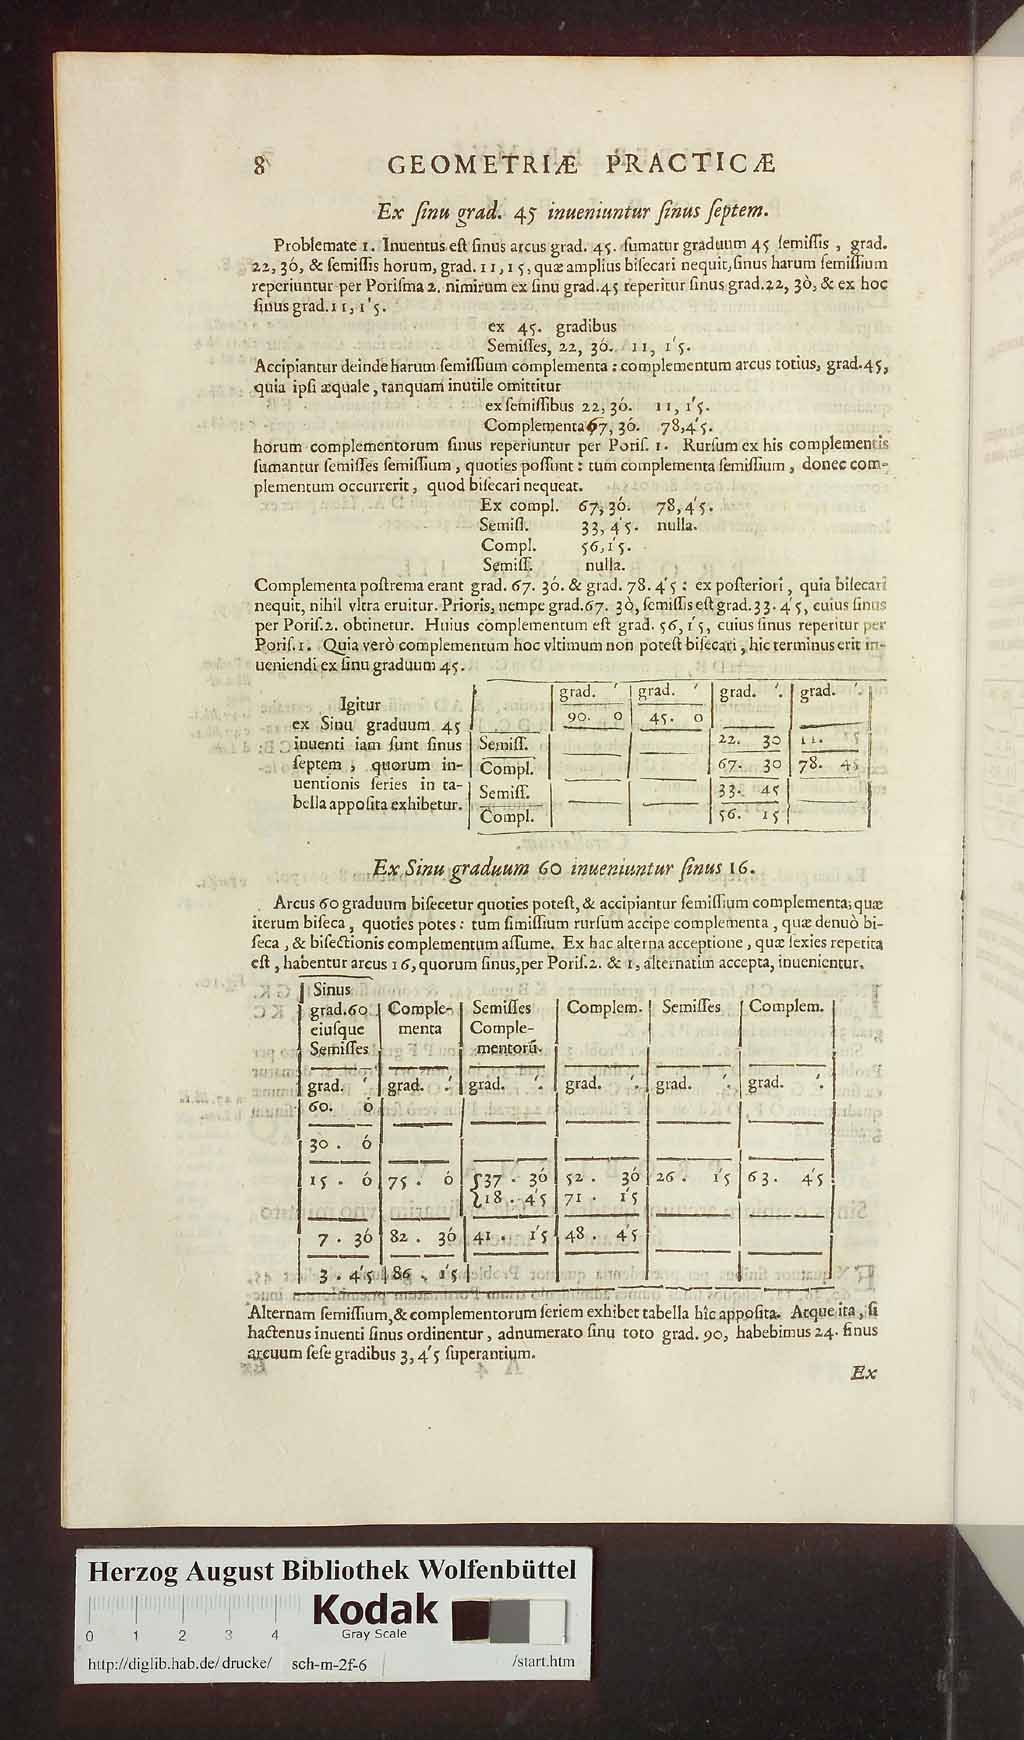 8 GEOMETRIÆ PRACTICÆ
Ex ſinu grad. 45 inueniuntur ſinus ſeptem.
Problemate 1. Inuentus eſt ſinus arcus grad. 45. ſumatur graduum 45 ſemiſſis, grad.
22, 30́, & ſemiſſis horum, grad. 11, 15, quæ amplius biſecari nequit, ſinus harum ſemiſſium
reperiuntur per Poriſma 2. nimirum ex ſinu grad. 45 reperitur ſinus grad. 22, 30́, & ex hoc
ſinus grad. 11, 1'5.
ex 45. gradibus
Semiſſes, 22, 30́. 11, 1'5.
Accipiantur deinde harum ſemiſſium complementa: complementum arcus totius, grad. 45,
quia ipſi æquale, tanquam inutile omittitur
ex ſemiſſibus 22, 30́. 11, 1'5.
Complementa 67, 30́. 78, 4'5.
horum complementorum ſinus reperiuntur per Poriſ. 1. Rurſum ex his complementis
ſumantur ſemiſſes ſemiſſium, quoties poſſunt: tum complementa ſemiſſium, donec com-
plementum occurrerit, quod biſecari nequeat.
Ex compl. 67, 30́. 78, 4'5.
Semiſſ. 33, 4'5. nulla.
Compl. 56, 1'5.
Semiſſ. nulla.
Complementa poſtrema erant grad. 67. 30́. & grad. 78. 4'5: ex poſteriori, quia biſecari
nequit, nihil vltra eruitur. Prioris, nempe grad. 67. 30̀, ſemiſſis eſt grad. 33. 4'5, cuius ſinus
per Poriſ. 2. obtinetur. Huius complementum eſt grad. 56, 1'5, cuius ſinus reperitur per
Poriſ. 1. Quia verò complementum hoc vltimum non poteſt biſecari, hic terminus erit in-
ueniendi ex ſinu graduum 45.
Igitur
ex Sinu graduum 45
inuenti iam ſunt ſinus
ſeptem, quorum in-
uentionis ſeries in ta-
bella appoſita exhibetur.
grad. ' grad. ' grad. '. grad. '.
90. 0 45. 0
Semiſſ. 22. 30 11. 15
Compl. 67. 30 78. 45
Semiſſ. 33. 45
Compl. 56. 15
Ex Sinu graduum 60 inueniuntur ſinus 16.
Arcus 60 graduum biſecetur quoties poteſt, & accipiantur ſemiſſium complementa; quæ
iterum biſeca, quoties potes: tum ſimiſſium rurſum accipe complementa, quæ denuò bi-
ſeca, & biſectionis complementum aſſume. Ex hac alterna acceptione, quæ ſexies repetita
eſt, habentur arcus 16, quorum ſinus, per Poriſ. 2. & 1, alternatim accepta, inuenientur.
Sinus
grad. 60 Comple- Semiſſes Complem. Semiſſes Complem.
eiuſque menta Comple-
Semiſſes mentorũ.
grad. ' grad. ' grad. '. grad. '. grad. '. grad. '.
60. 0́
30. 0́
15. 0́ 75. 0́ {37. 30́ 52. 30́ 26. 1'5 63. 4'5
{18. 4'5 71. 1'5
7. 30́ 82. 30́ 41. 1'5 48. 4'5
3. 4'5 86. 1'5
Alternam ſemiſſium, & complementorum ſeriem exhibet tabella hîc appoſita. Atque ita, ſi
hactenus inuenti ſinus ordinentur, adnumerato ſinu toto grad. 90, habebimus 24. ſinus
arcuum ſeſe gradibus 3, 4'5 ſuperantium.
Ex
Herzog August Bibliothek Wolfenbüttel
Kodak
Gray Scale
0 1 2 3 4
http://diglib.hab.de/drucke/ sch-m-2f-6 /start.htm